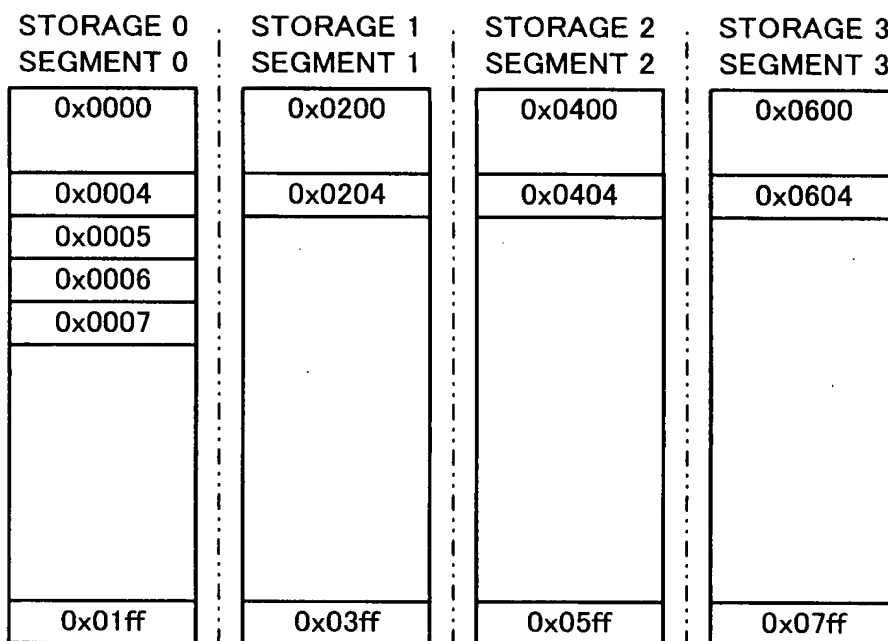 STORAGE 0 STORAGE 1 STORAGE 2 STORAGE 3
SEGMENT 0 SEGMENT 1 SEGMENT 2 SEGMENT 3
0x0000 0x0200 0x0400 0x0600
0x0004 0x0204 0x0404 0x0604
0x0005
0x0006
0x0007
0x01ff 0x03ff 0x05ff 0x07ff